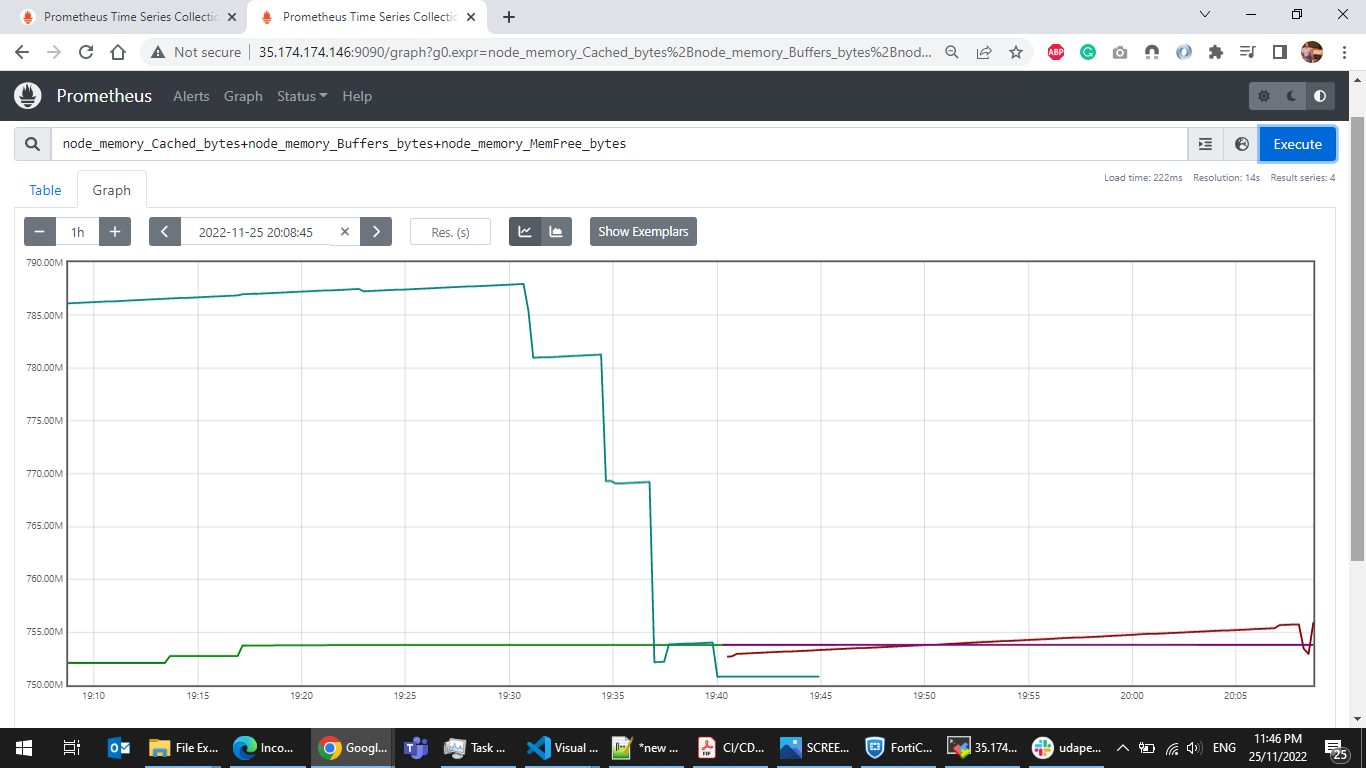 Prometheus Time Series Collectic
Prometheus Time Series Collectic
Not secure
35.174.174.146:9090/graph?g0.expr=node_memory_Cached_bytes%2Bnode_memory_Buffers_bytes%2Bnod...
ABP
G
Prometheus
Alerts
Graph
Status
Help
node_memory_Cached_bytes+node_memory_Buffers_bytes+node_memory_MemFree_bytes
Execute
Load time: 222ms
Resolution: 14s
Result series: 4
Table
Graph
1h
2022-11-25 20:08:45
Res. (s)
Show Exemplars
790.00M
785.00M
780.00M
775.00M
770.00M
765.00M
760.00M
755.00M
750.00M
19:10
19:15
19:20
19:25
19:30
19:35
19:40
19:45
19:50
19:55
20:00
20:05
File Ex...
Inco...
Googl...
Task ...
Visual ...
*new ...
CI/CD...
SCREE...
FortiC...
35.174...
udape...
ENG
11:46 PM
25/11/2022
25